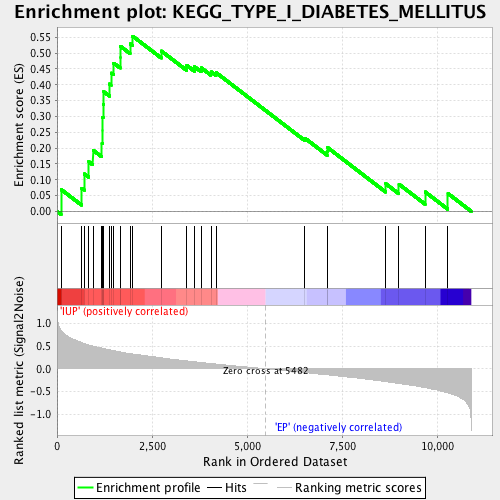 Enrichment plot: KEGG_TYPE_I_DIABETES_MELLITUS
Enrichment score (ES)
0.55
0.50
0.45
0.40
0.35
0.30
0.25
0.20
0.15
0.10
0.05
0.00
'IUP' (positively correlated)
Ranked list metric (Signal2Noise)
1.0
0.5
0.0
-0.5
-1.0
Zero cross at 5482
'EP' (negatively correlated)
0
2,500
5,000
7,500
10,000
Rank in Ordered Dataset
Enrichment profile
Hits
Ranking metric scores